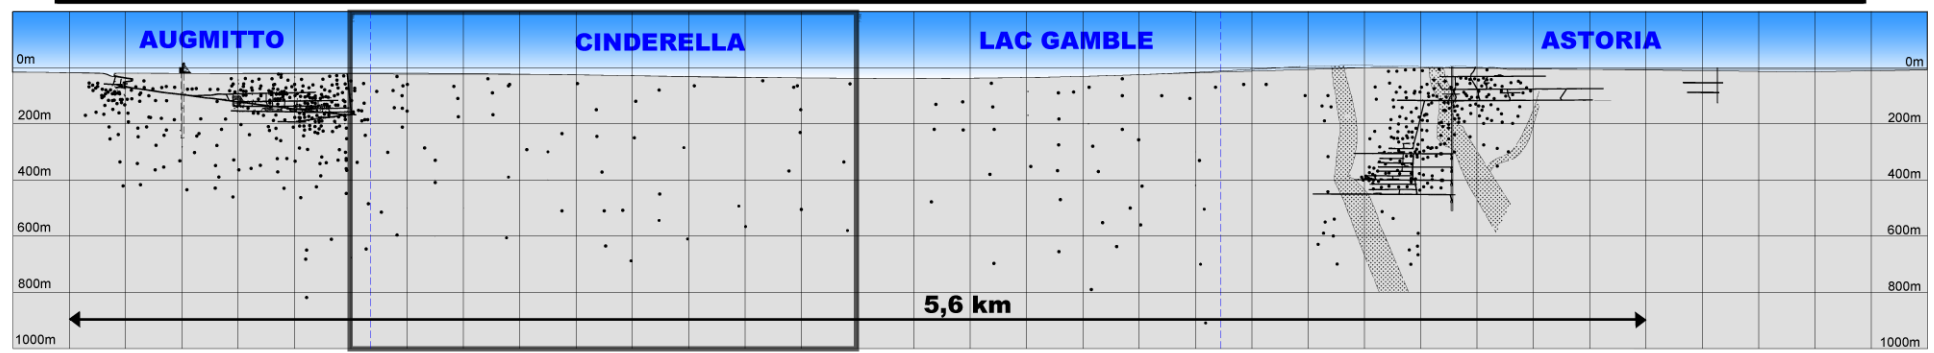 AUGMITTO CINDERELLA LAC GAMBLE ASTORIA
0m 0m
200m 200m
400m 400m
600m 600m
800m 800m
5,6 km
1000m 1000m